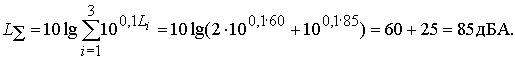 L_Σ = 10 lg ∑_{i=1}^{3} 10^{0,1L_i} = 10 lg(2 · 10^{0,1·60} + 10^{0,1·85}) = 60 + 25 = 85 дБА.